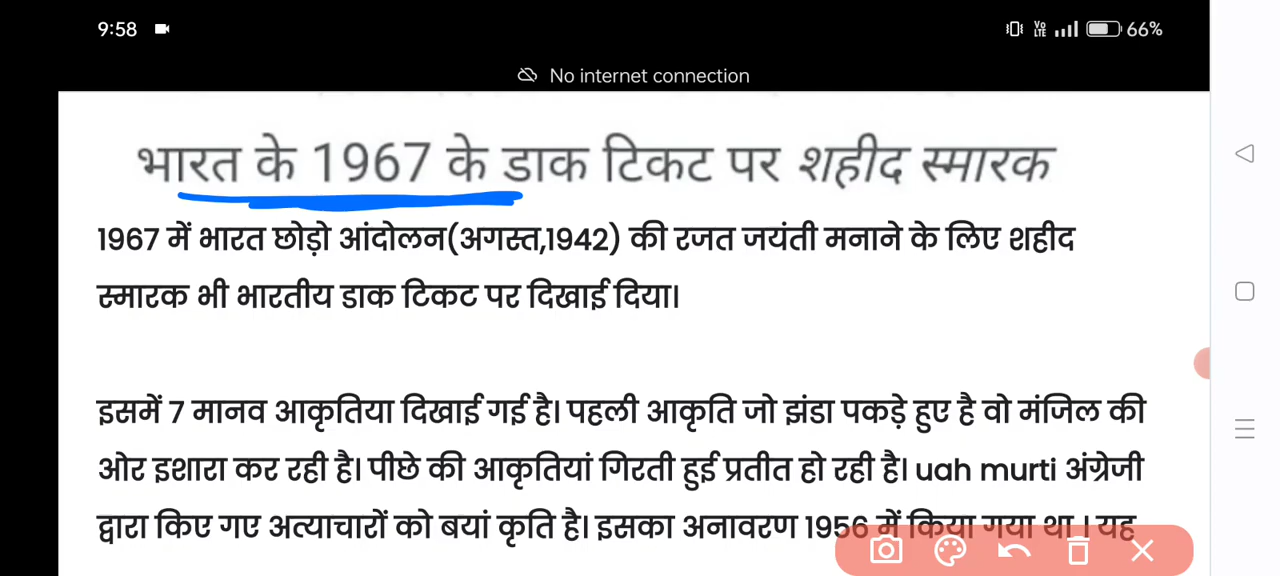 9:58
Vo LTE 66%
No internet connection
भारत के 1967 के डाक टिकट पर शहीद स्मारक
1967 में भारत छोड़ो आंदोलन(अगस्त,1942) की रजत जयंती मनाने के लिए शहीद
स्मारक भी भारतीय डाक टिकट पर दिखाई दिया।
इसमें 7 मानव आकृतिया दिखाई गई है। पहली आकृति जो झंडा पकड़े हुए है वो मंजिल की
ओर इशारा कर रही है। पीछे की आकृतियां गिरती हुई प्रतीत हो रही है। uah murti अंग्रेजी
द्वारा किए गए अत्याचारों को बयां कृति है। इसका अनावरण 1956 में किया गया था । यह